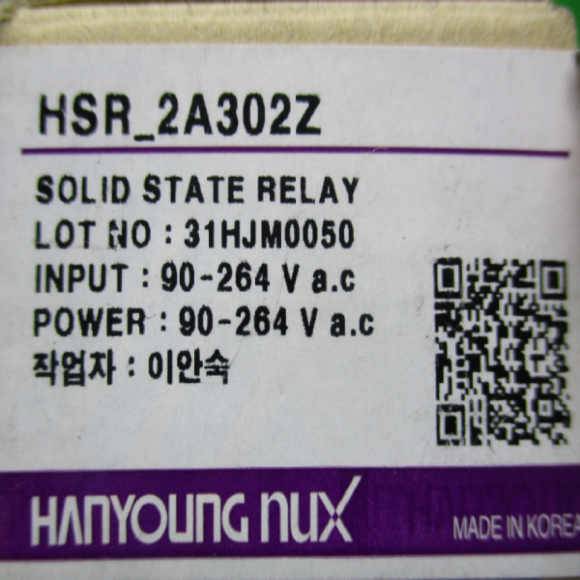 HSR_2A302Z
SOLID STATE RELAY
LOT NO : 31HJM0050
INPUT : 90-264 V a.c
POWER : 90-264 V a.c
작업자 : 이안숙
HANYOUNG nux
MADE IN KOREA